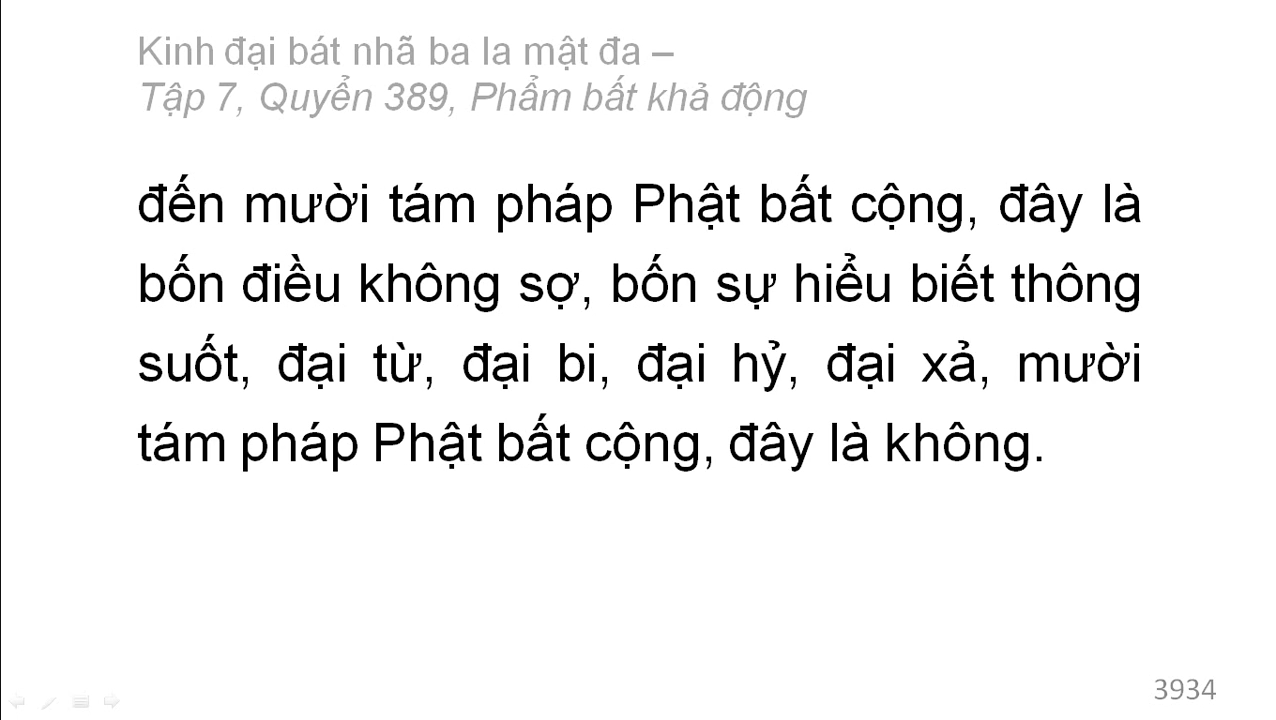 Kinh đại bát nhã ba la mật đa –
Tập 7, Quyển 389, Phẩm bất khả động
đến mười tám pháp Phật bất cộng, đây là
bốn điều không sợ, bốn sự hiểu biết thông
suốt, đại từ, đại bi, đại hỷ, đại xả, mười
tám pháp Phật bất cộng, đây là không.
3934